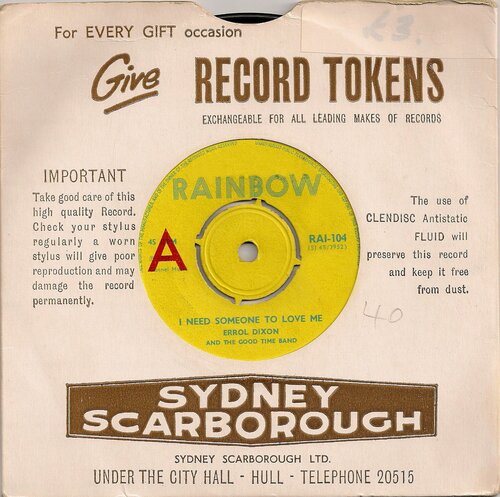 For EVERY GIFT occasion
£3.
Give RECORD TOKENS
EXCHANGEABLE FOR ALL LEADING MAKES OF RECORDS
IMPORTANT
Take good care of this
high quality Record.
Check your stylus
regularly a worn
stylus will give poor
reproduction and may
damage the record
permanently.
RAINBOW
45
A
RAI-104
I NEED SOMEONE TO LOVE ME
ERROL DIXON
AND THE GOOD TIME BAND
The use of
CLENDISC Antistatic
FLUID will
preserve this record
and keep it free
from dust.
40
SYDNEY
SCARBOROUGH
SYDNEY SCARBOROUGH LTD.
UNDER THE CITY HALL - HULL - TELEPHONE 20515